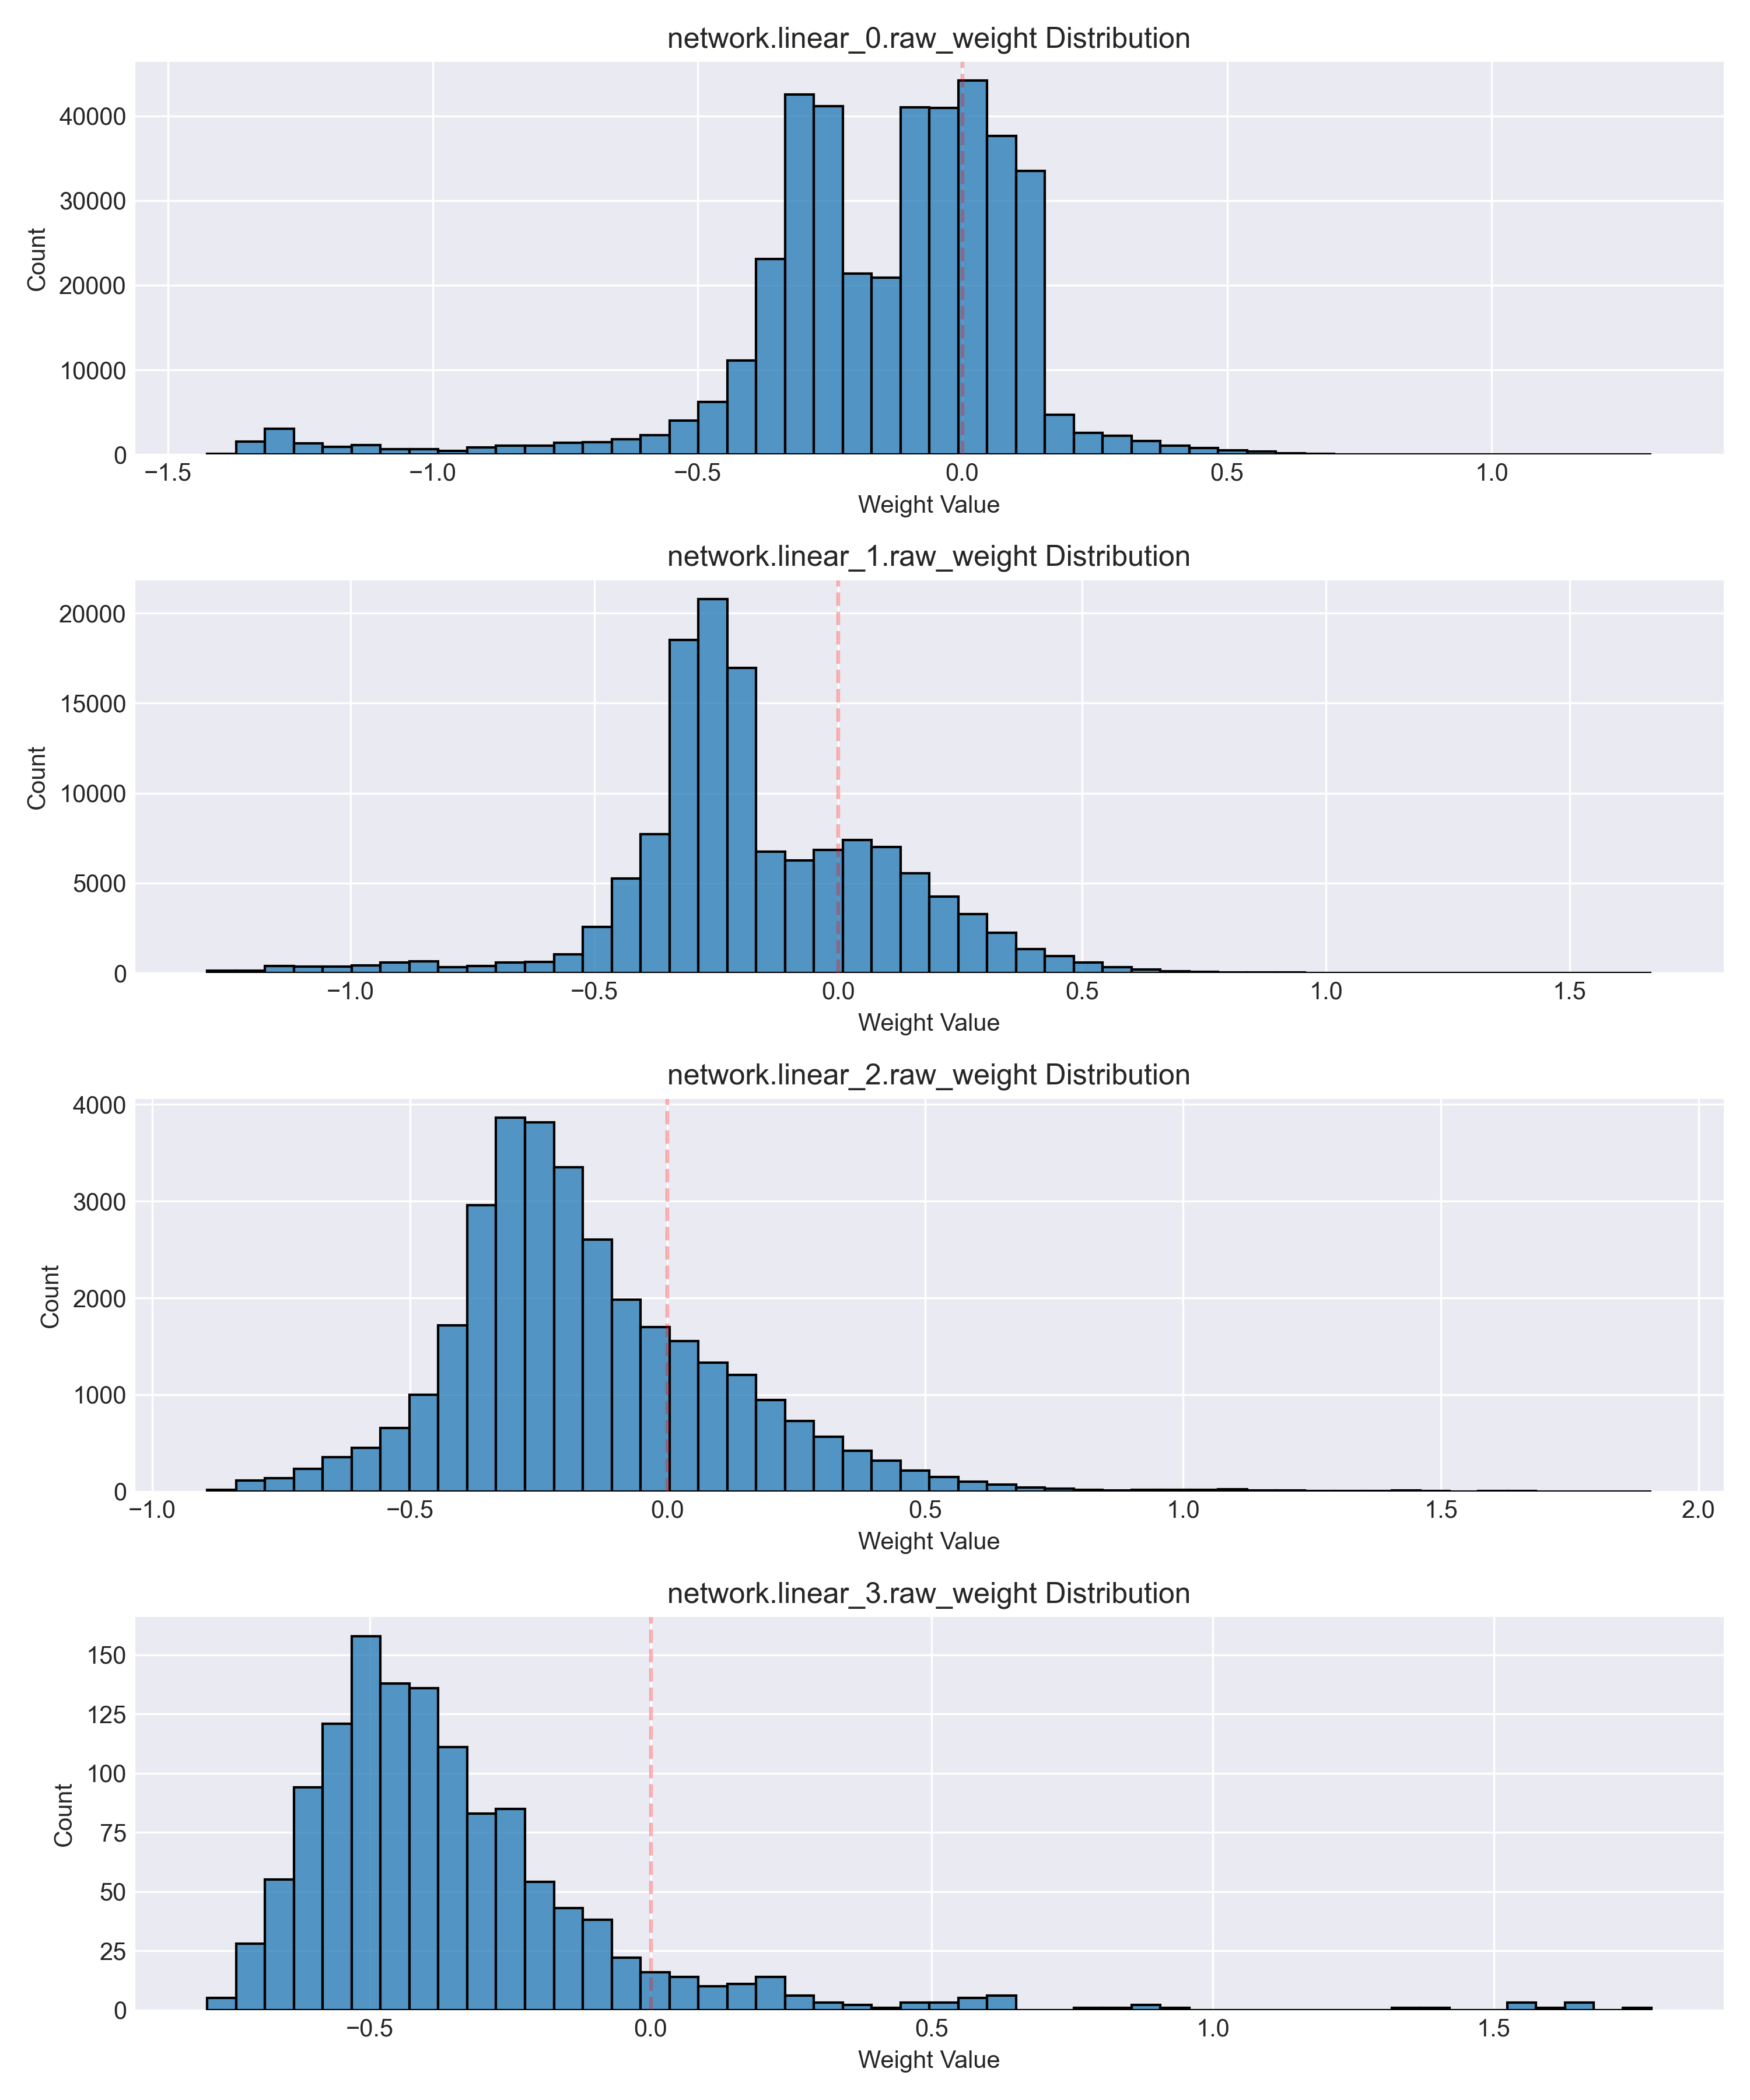 network.linear_0.raw_weight Distribution
Count
40000
30000
20000
10000
0
−1.5 −1.0 −0.5 0.0 0.5 1.0
Weight Value
network.linear_1.raw_weight Distribution
Count
20000
15000
10000
5000
0
−1.0 −0.5 0.0 0.5 1.0 1.5
Weight Value
network.linear_2.raw_weight Distribution
Count
4000
3000
2000
1000
0
−1.0 −0.5 0.0 0.5 1.0 1.5 2.0
Weight Value
network.linear_3.raw_weight Distribution
Count
150
125
100
75
50
25
0
−0.5 0.0 0.5 1.0 1.5
Weight Value